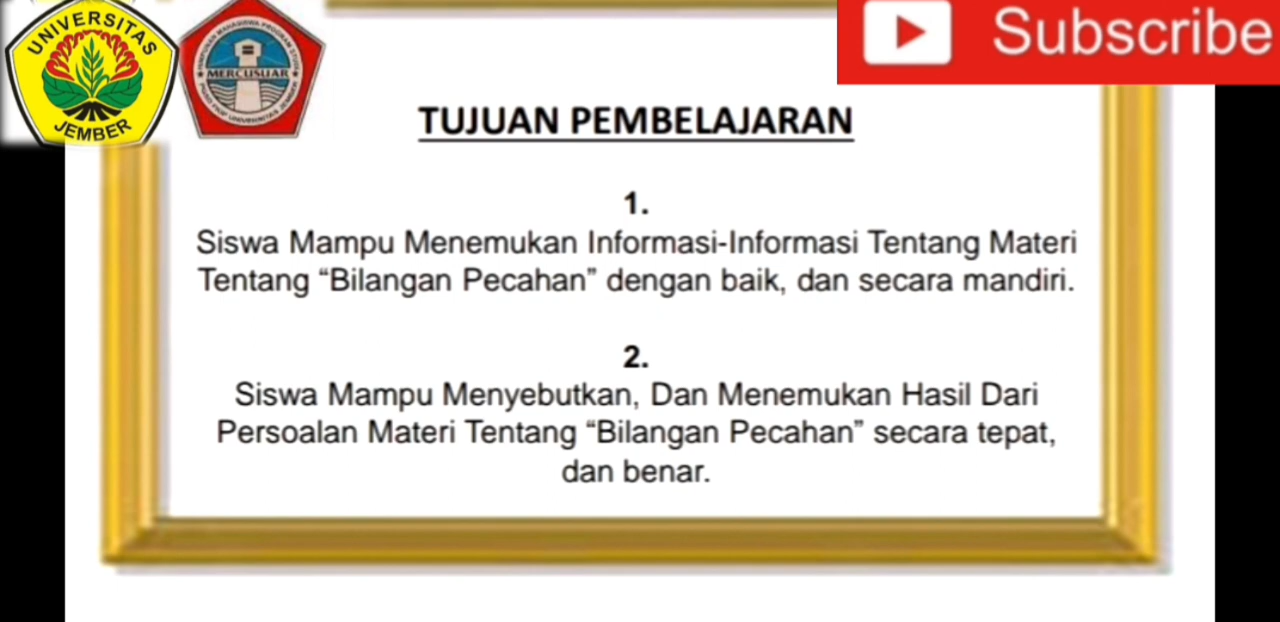 UNIVERSITAS
JEMBER
MERCUSUAR
Subscribe
TUJUAN PEMBELAJARAN
1.
Siswa Mampu Menemukan Informasi-Informasi Tentang Materi
Tentang “Bilangan Pecahan” dengan baik, dan secara mandiri.
2.
Siswa Mampu Menyebutkan, Dan Menemukan Hasil Dari
Persoalan Materi Tentang “Bilangan Pecahan” secara tepat,
dan benar.